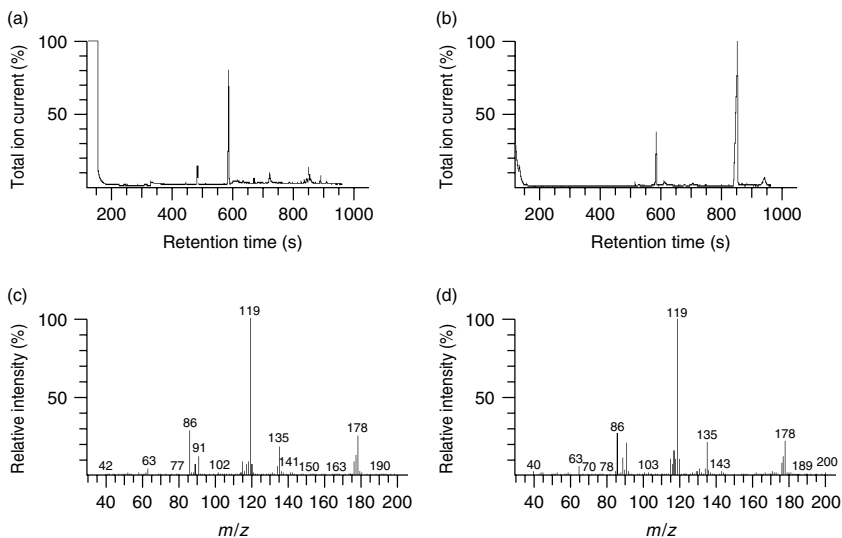 (a)
Total ion current (%)
100
50
200 400 600 800 1000
Retention time (s)
(b)
Total ion current (%)
100
50
200 400 600 800 1000
Retention time (s)
(c)
Relative intensity (%)
100
50
119
86
91
135
178
42
63
77
102
141
150
163
190
40 60 80 100 120 140 160 180 200
m/z
(d)
Relative intensity (%)
100
50
119
86
135
178
40
63
70
78
103
143
189
200
40 60 80 100 120 140 160 180 200
m/z